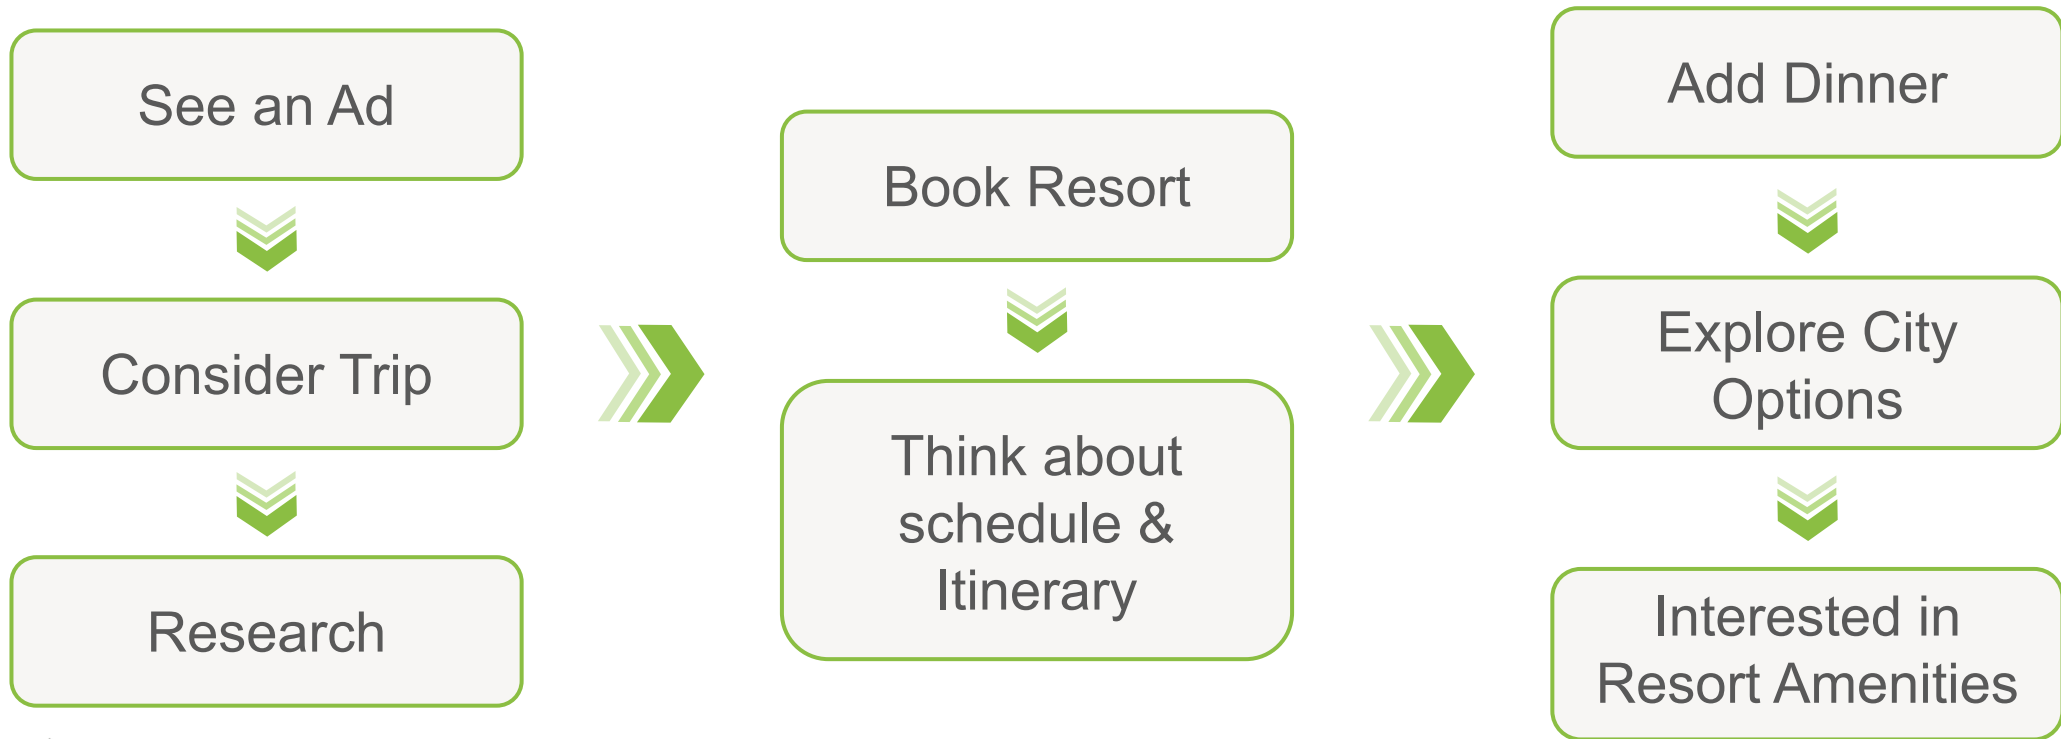 See an Ad
Consider Trip
Research
Book Resort
Think about
schedule &
Itinerary
Add Dinner
Explore City
Options
Interested in
Resort Amenities